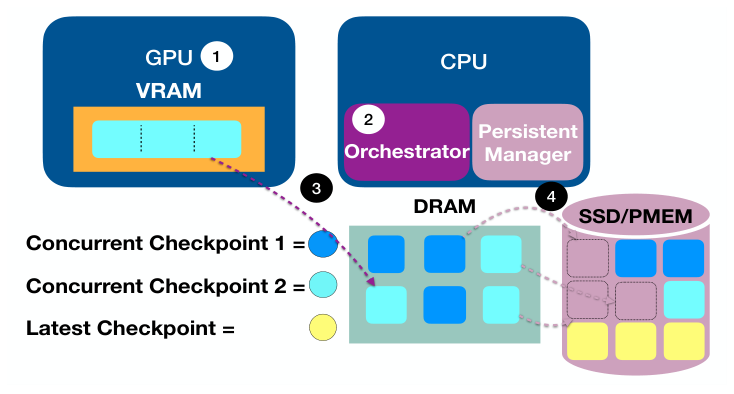 GPU 1
VRAM
CPU
2
Orchestrator
Persistent
Manager
3
4
DRAM
SSD/PMEM
Concurrent Checkpoint 1 =
Concurrent Checkpoint 2 =
Latest Checkpoint =